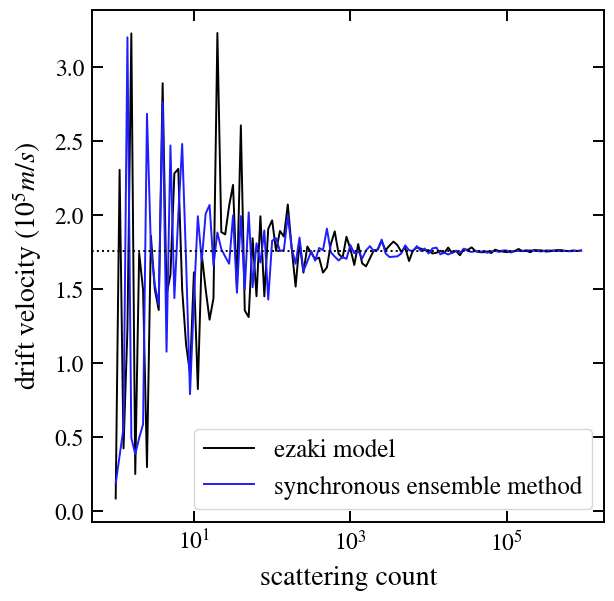 3.0
2.5
2.0
1.5
1.0
0.5
0.0
drift velocity (10⁵m/s)
ezaki model
synchronous ensemble method
10¹ 10³ 10⁵
scattering count